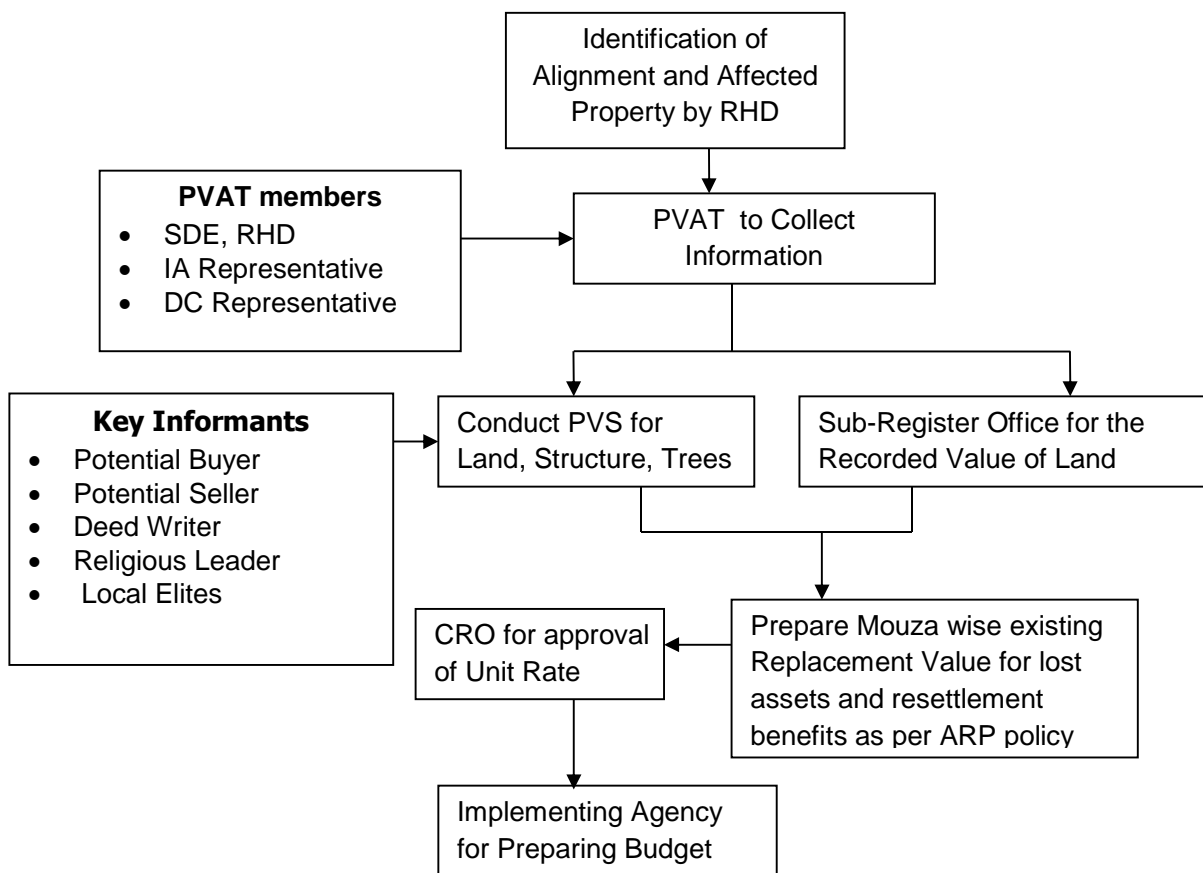 Identification of
Alignment and Affected
Property by RHD
PVAT members
• SDE, RHD
• IA Representative
• DC Representative
PVAT to Collect
Information
Key Informants
• Potential Buyer
• Potential Seller
• Deed Writer
• Religious Leader
• Local Elites
Conduct PVS for
Land, Structure, Trees
Sub-Register Office for the
Recorded Value of Land
CRO for approval
of Unit Rate
Prepare Mouza wise existing
Replacement Value for lost
assets and resettlement
benefits as per ARP policy
Implementing Agency
for Preparing Budget